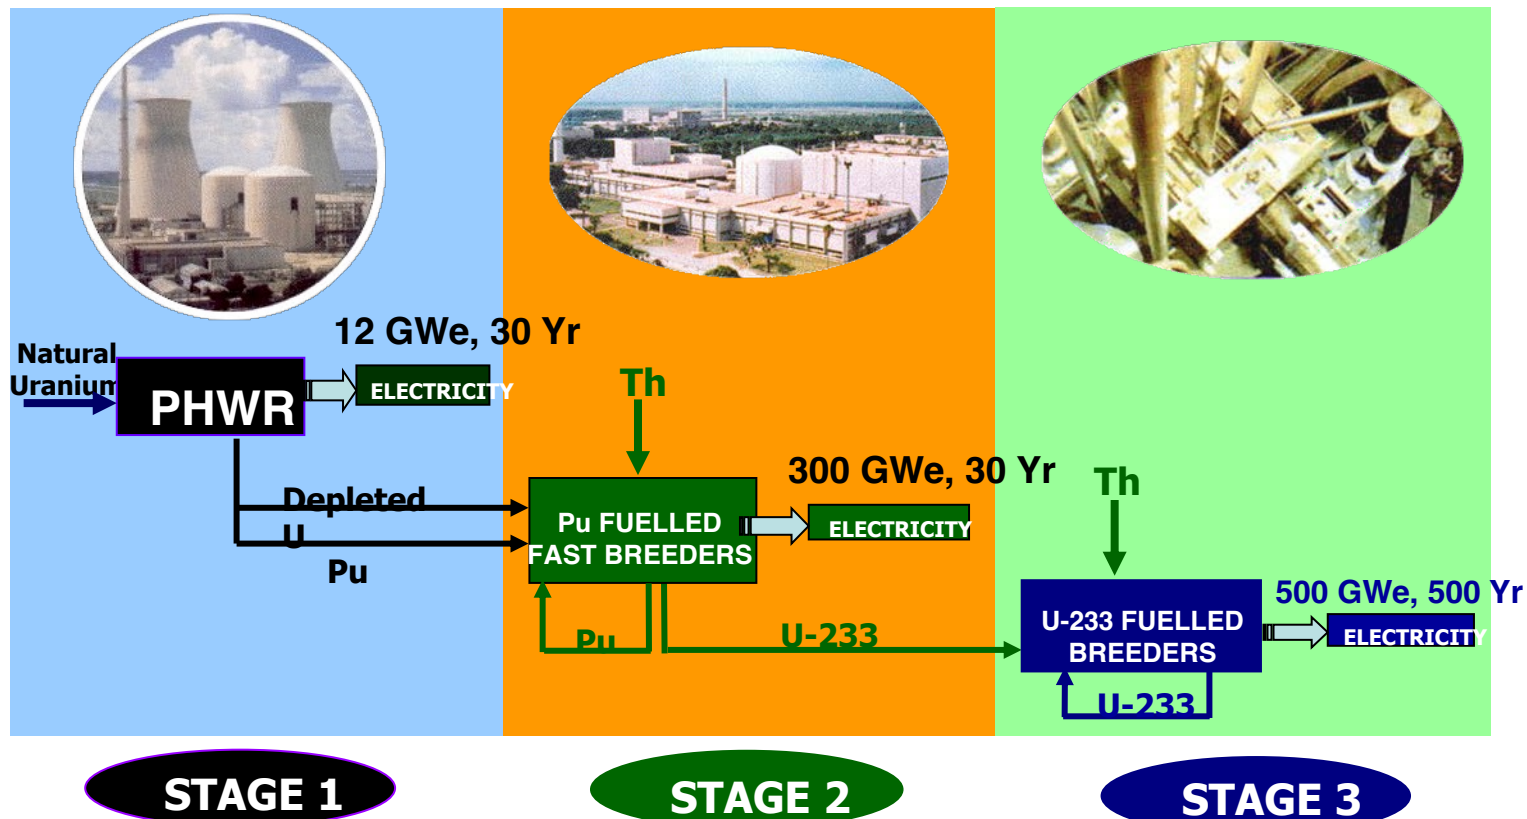 12 GWe, 30 Yr
Natural
Uranium
PHWR
ELECTRICITY
Th
300 GWe, 30 Yr
Depleted
U
Pu
Pu FUELLED
FAST BREEDERS
ELECTRICITY
Th
Pu
U-233
500 GWe, 500 Yr
U-233 FUELLED
BREEDERS
ELECTRICITY
U-233
STAGE 1
STAGE 2
STAGE 3